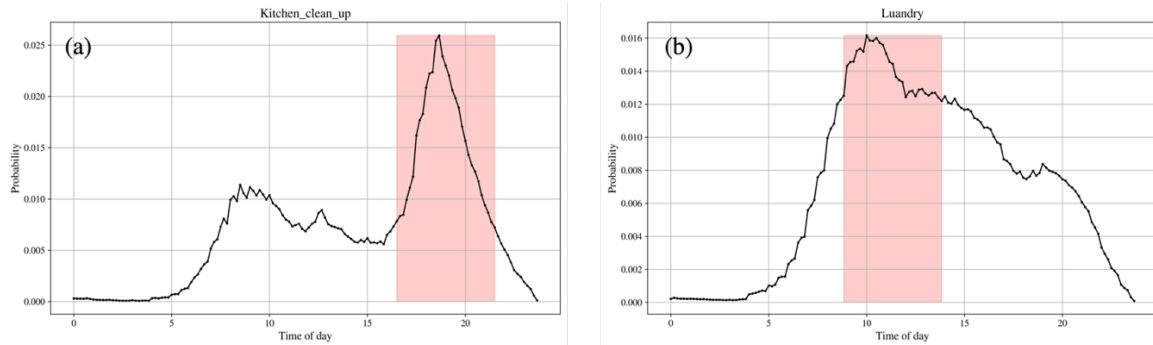 Kitchen_clean_up
(a)
0.025
0.020
0.015
0.010
0.005
0.000
Probability
0 5 10 15 20
Time of day
Luandry
(b)
0.016
0.014
0.012
0.010
0.008
0.006
0.004
0.002
0.000
Probability
0 5 10 15 20
Time of day